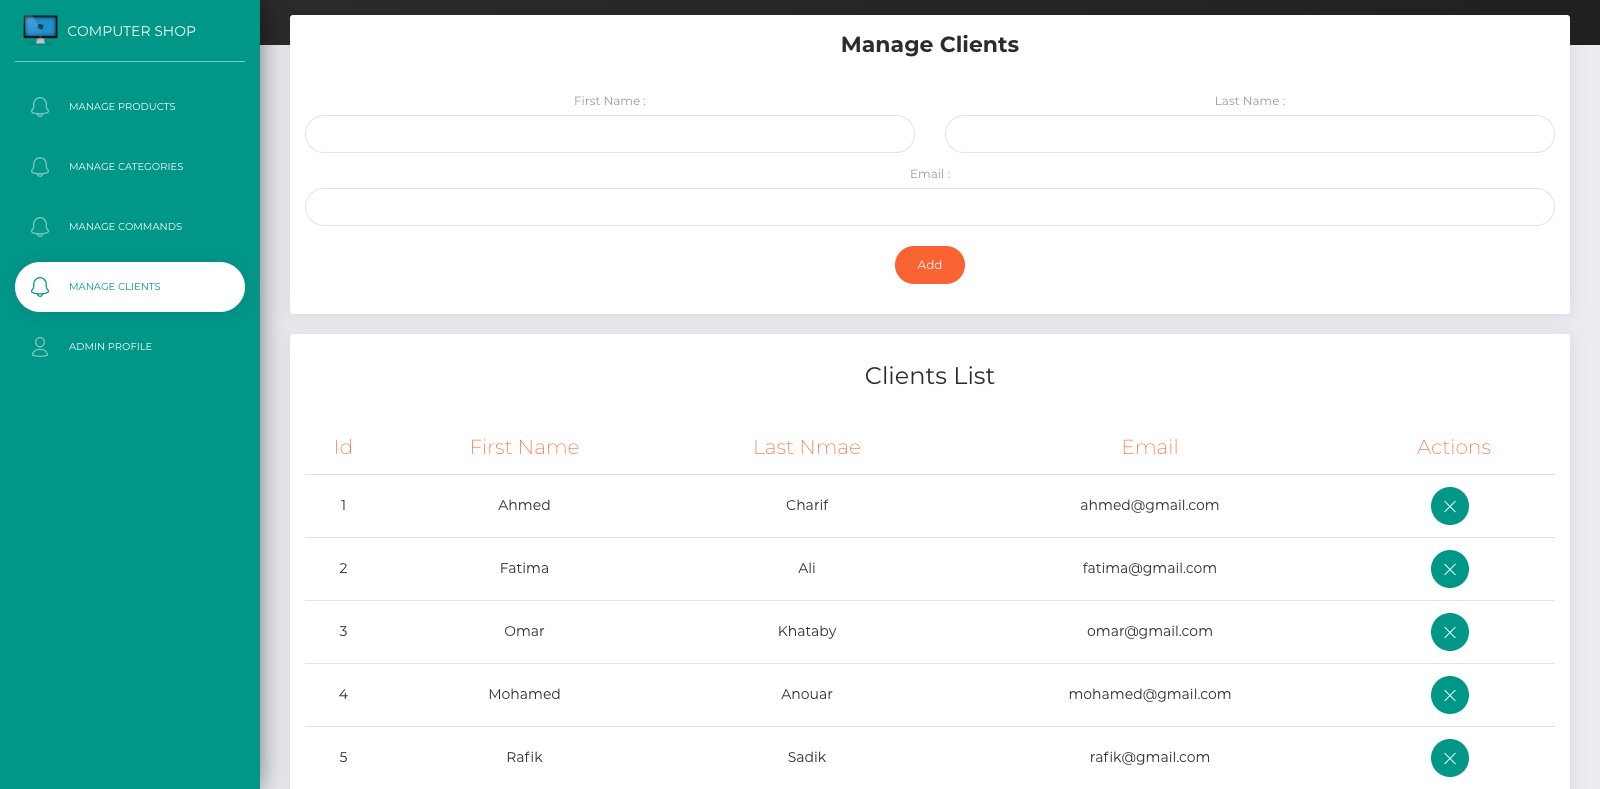 COMPUTER SHOP
MANAGE PRODUCTS
MANAGE CATEGORIES
MANAGE COMMANDS
MANAGE CLIENTS
ADMIN PROFILE
Manage Clients
First Name : Last Name :
Email :
Add
Clients List
Id First Name Last Nmae Email Actions
1 Ahmed Charif ahmed@gmail.com
2 Fatima Ali fatima@gmail.com
3 Omar Khataby omar@gmail.com
4 Mohamed Anouar mohamed@gmail.com
5 Rafik Sadik rafik@gmail.com